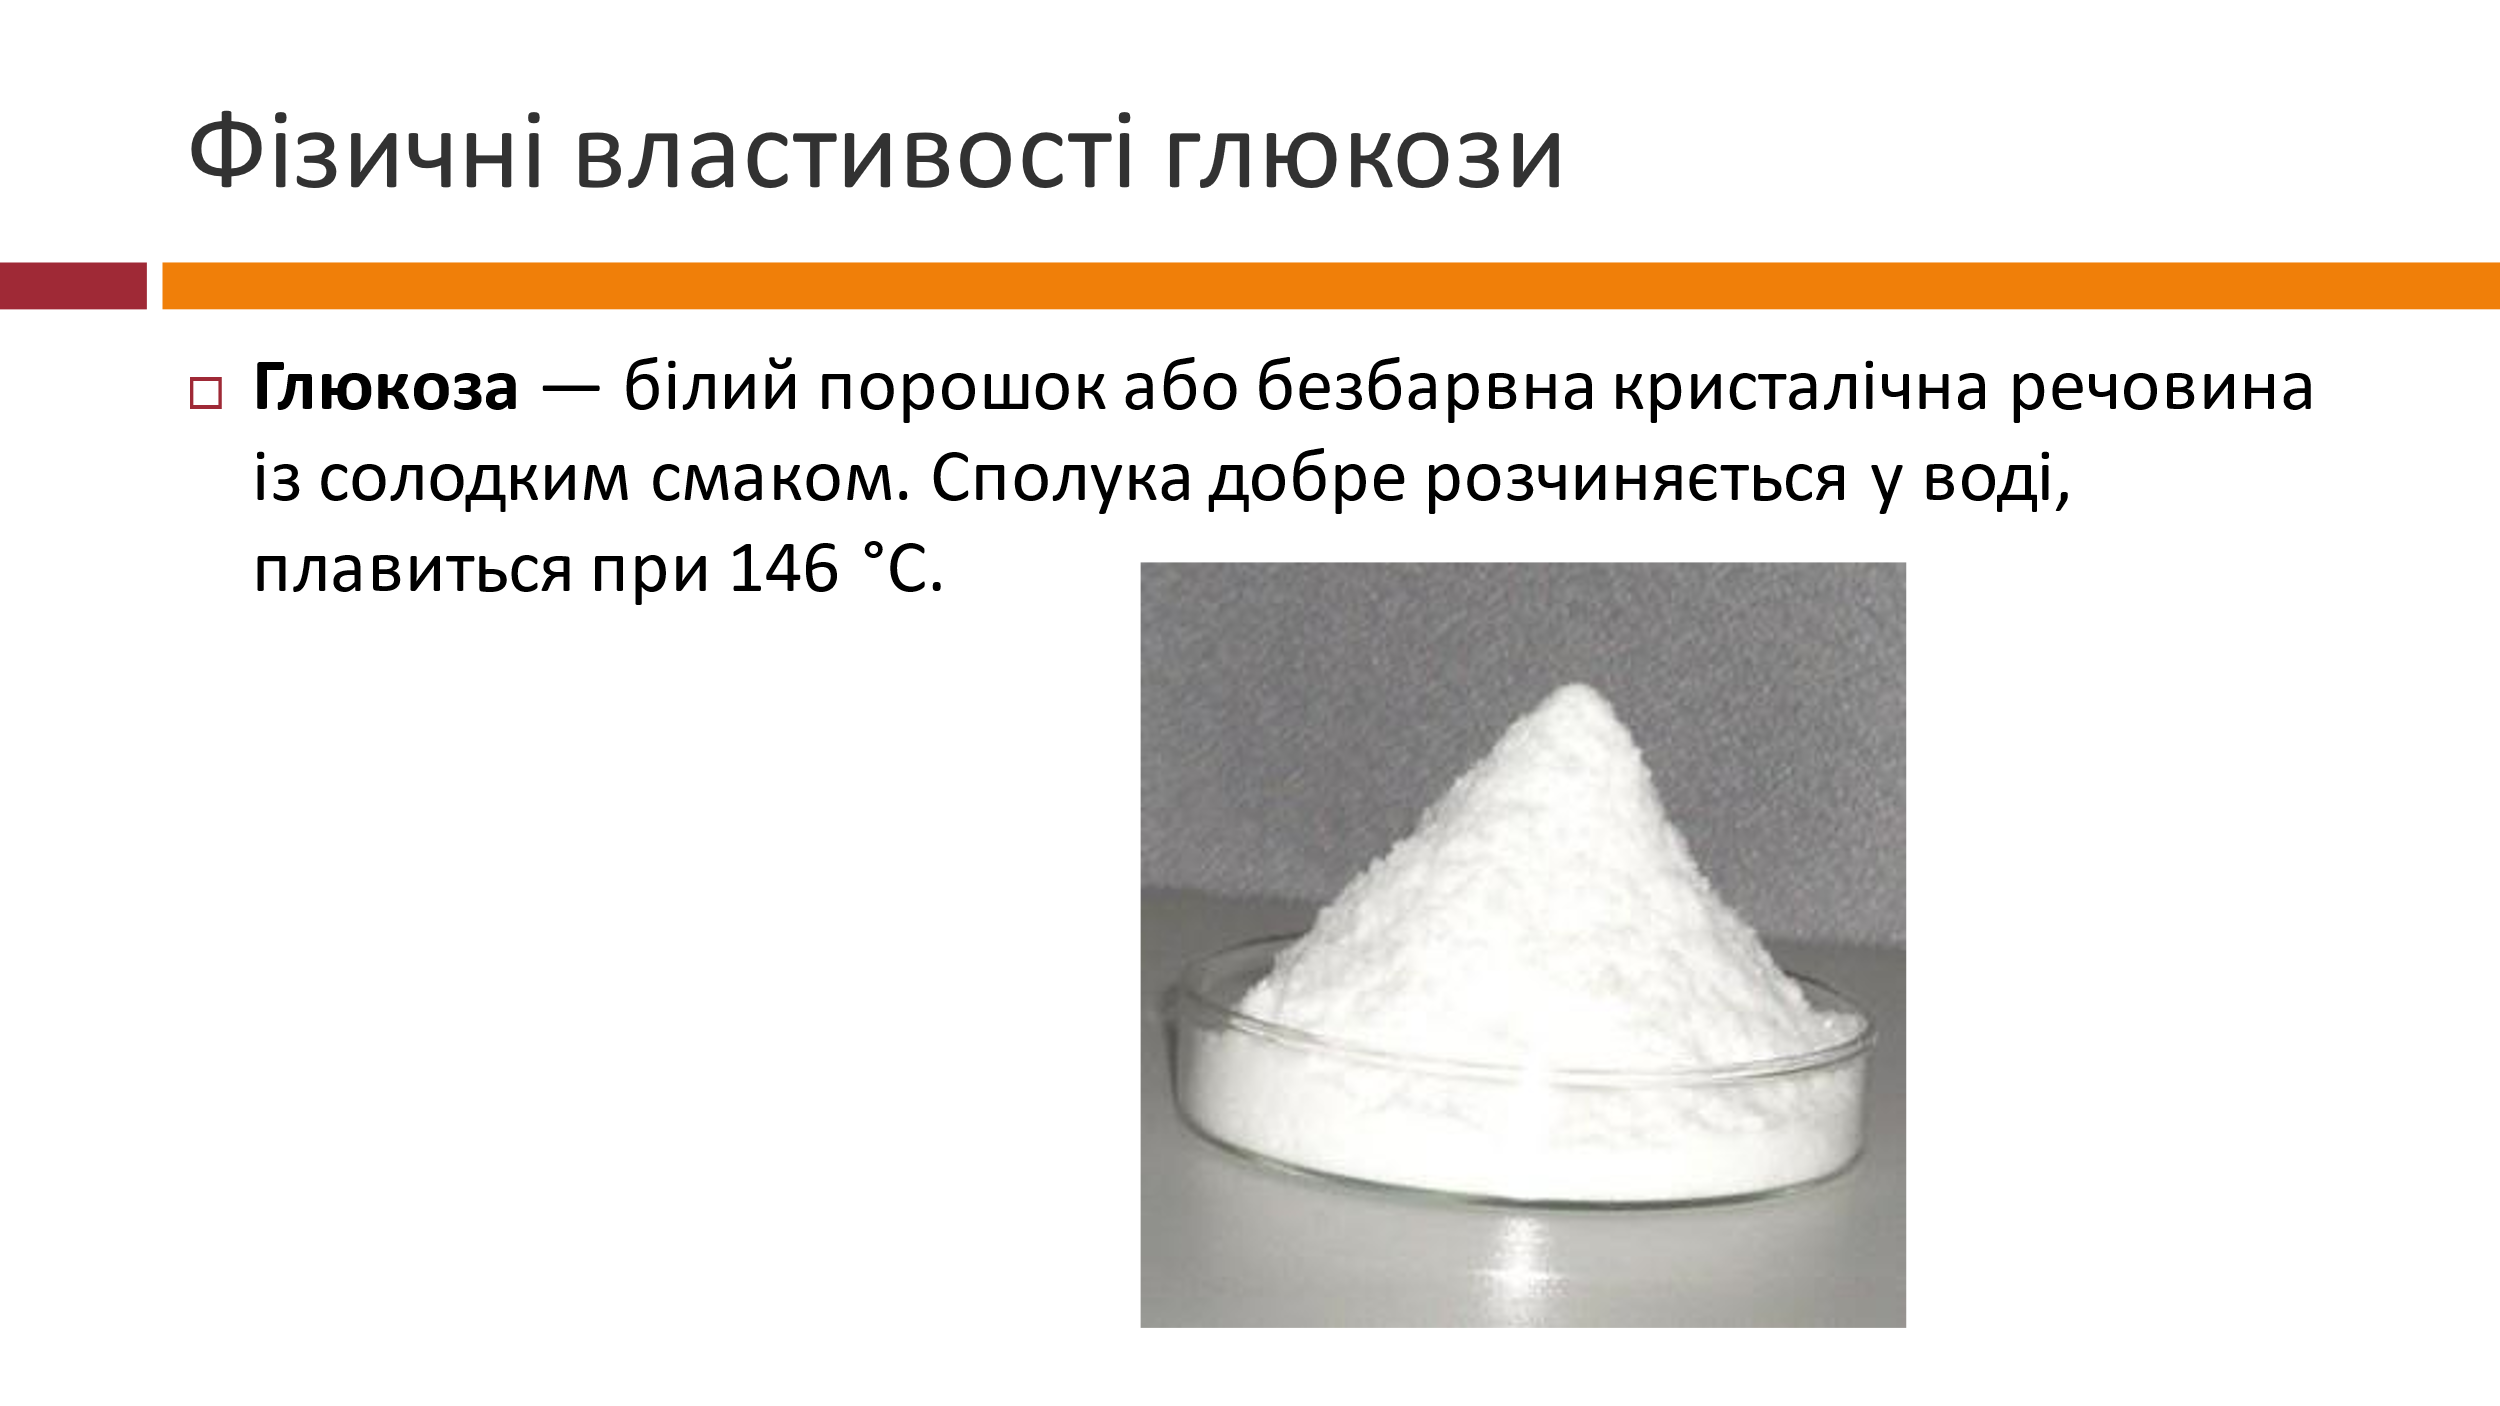 Фізичні властивості глюкози
Глюкоза — білий порошок або безбарвна кристалічна речовина
із солодким смаком. Сполука добре розчиняється у воді,
плавиться при 146 °С.